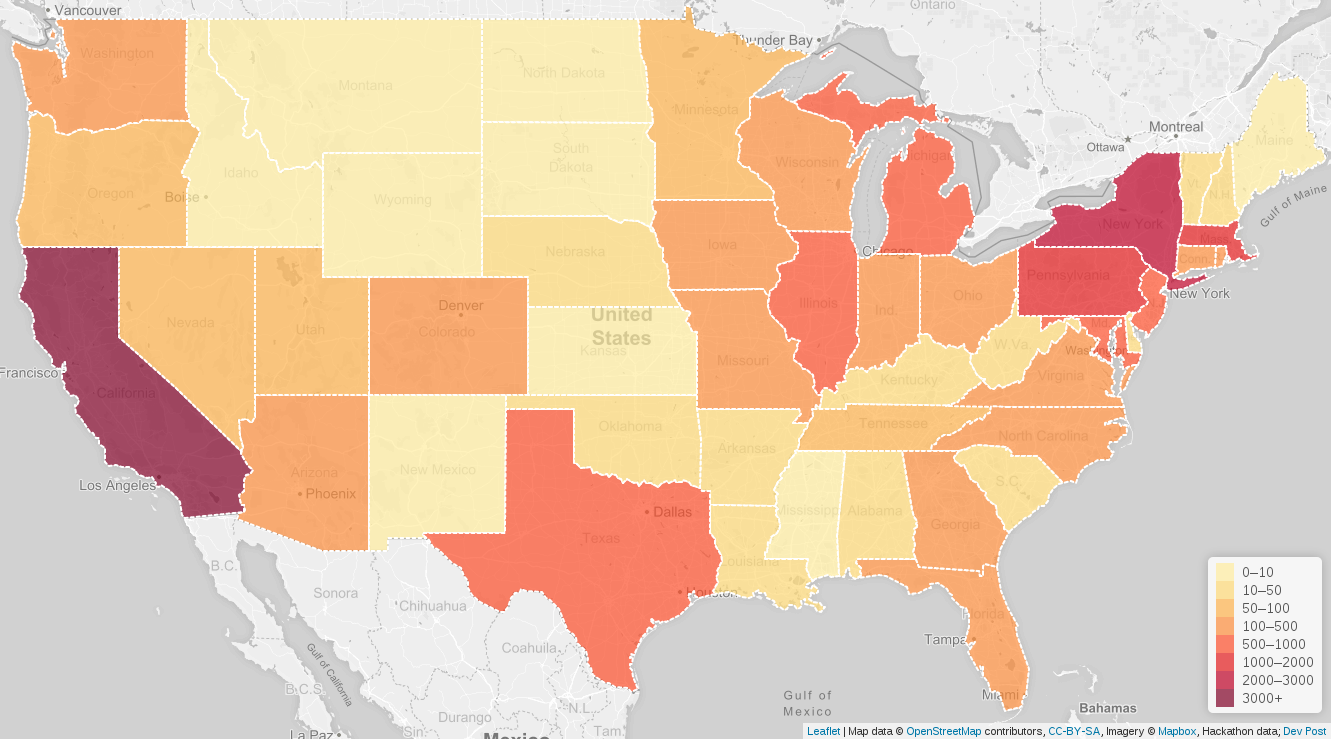 Vancouver
Ontario
Washington
Thunder Bay
Montana
North Dakota
Minnesota
Montreal
Ottawa
Maine
South
Dakota
Wisconsin
Michigan
Idaho
Oregon
Boise
Wyoming
Vt.
N.H.
Gulf of Maine
New York
Mass.
Iowa
Nebraska
Chicago
Conn.
Pennsylvania
Ohio
New York
N.J.
Denver
Illinois
Ind.
United
States
Nevada
Utah
Colorado
Kansas
Missouri
Md.
W.Va.
Washington
Virginia
Francisco
California
Kentucky
Tennessee
Oklahoma
North Carolina
Arkansas
Arizona
New Mexico
Los Angeles
Phoenix
S.C.
Dallas
Mississippi
Alabama
Georgia
Texas
Louisiana
B.C.
Sonora
Houston
Chihuahua
Florida
Tampa
Coahuila
Gulf of California
B.C.S.
Miami
Gulf of
Mexico
Bahamas
Durango
N.L.
Sin.
Tam.
La Paz
Mexico
0–10
10–50
50–100
100–500
500–1000
1000–2000
2000–3000
3000+
Leaflet | Map data © OpenStreetMap contributors, CC-BY-SA, Imagery © Mapbox, Hackathon data; Dev Post